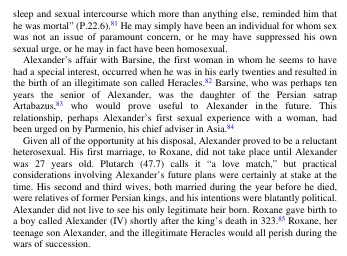 sleep and sexual intercourse which more than anything else, reminded him that
he was mortal” (P.22.6).81 He may simply have been an individual for whom sex
was not an issue of paramount concern, or he may have suppressed his own
sexual urge, or he may in fact have been homosexual.
Alexander’s affair with Barsine, the first woman in whom he seems to have
had a special interest, occurred when he was in his early twenties and resulted in
the birth of an illegitimate son called Heracles.82 Barsine, who was perhaps ten
years the senior of Alexander, was the daughter of the Persian satrap
Artabazus,83 who would prove useful to Alexander in the future. This
relationship, perhaps Alexander’s first sexual experience with a woman, had
been urged on by Parmenio, his chief adviser in Asia.84
Given all of the opportunity at his disposal, Alexander proved to be a reluctant
heterosexual. His first marriage, to Roxane, did not take place until Alexander
was 27 years old. Plutarch (47.7) calls it “a love match,” but practical
considerations involving Alexander’s future plans were certainly at stake at the
time. His second and third wives, both married during the year before he died,
were relatives of former Persian kings, and his intentions were blatantly political.
Alexander did not live to see his only legitimate heir born. Roxane gave birth to
a boy called Alexander (IV) shortly after the king’s death in 323.85 Roxane, her
teenage son Alexander, and the illegitimate Heracles would all perish during the
wars of succession.